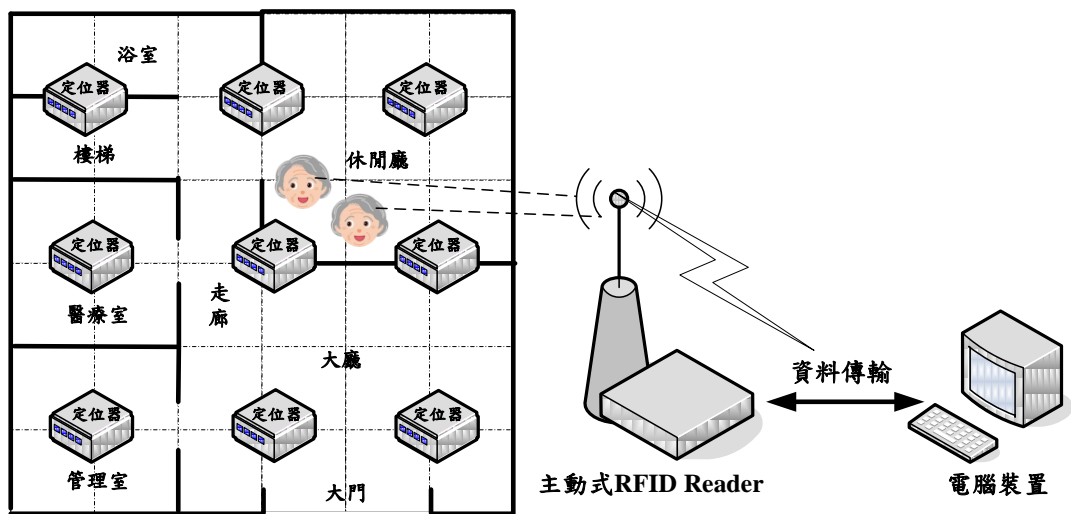 浴室
定位器
定位器
定位器
樓梯
休閒廳
定位器
定位器
定位器
走
廊
醫療室
大廳
資料傳輸
定位器
定位器
定位器
管理室
大門
主動式RFID Reader
電腦裝置